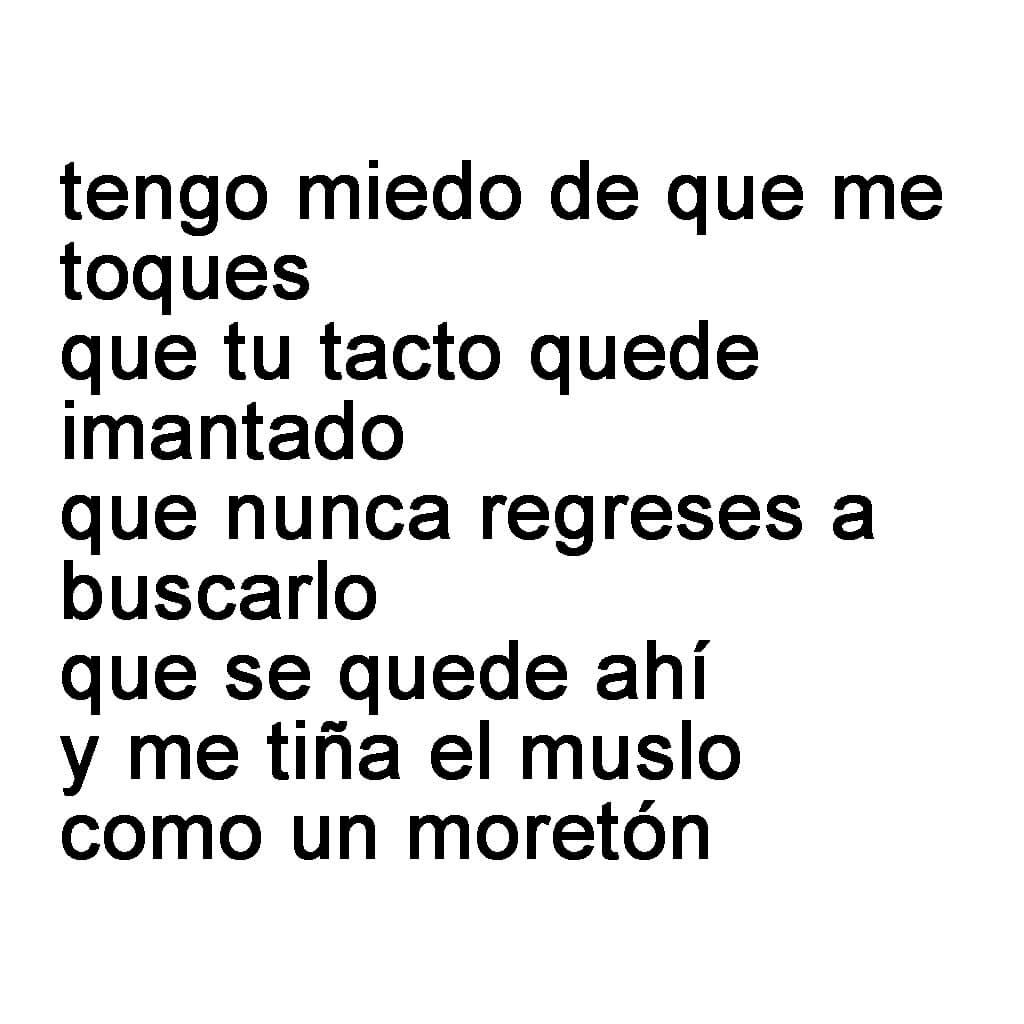 tengo miedo de que me
toques
que tu tacto quede
imantado
que nunca regreses a
buscarlo
que se quede ahí
y me tiña el muslo
como un moretón